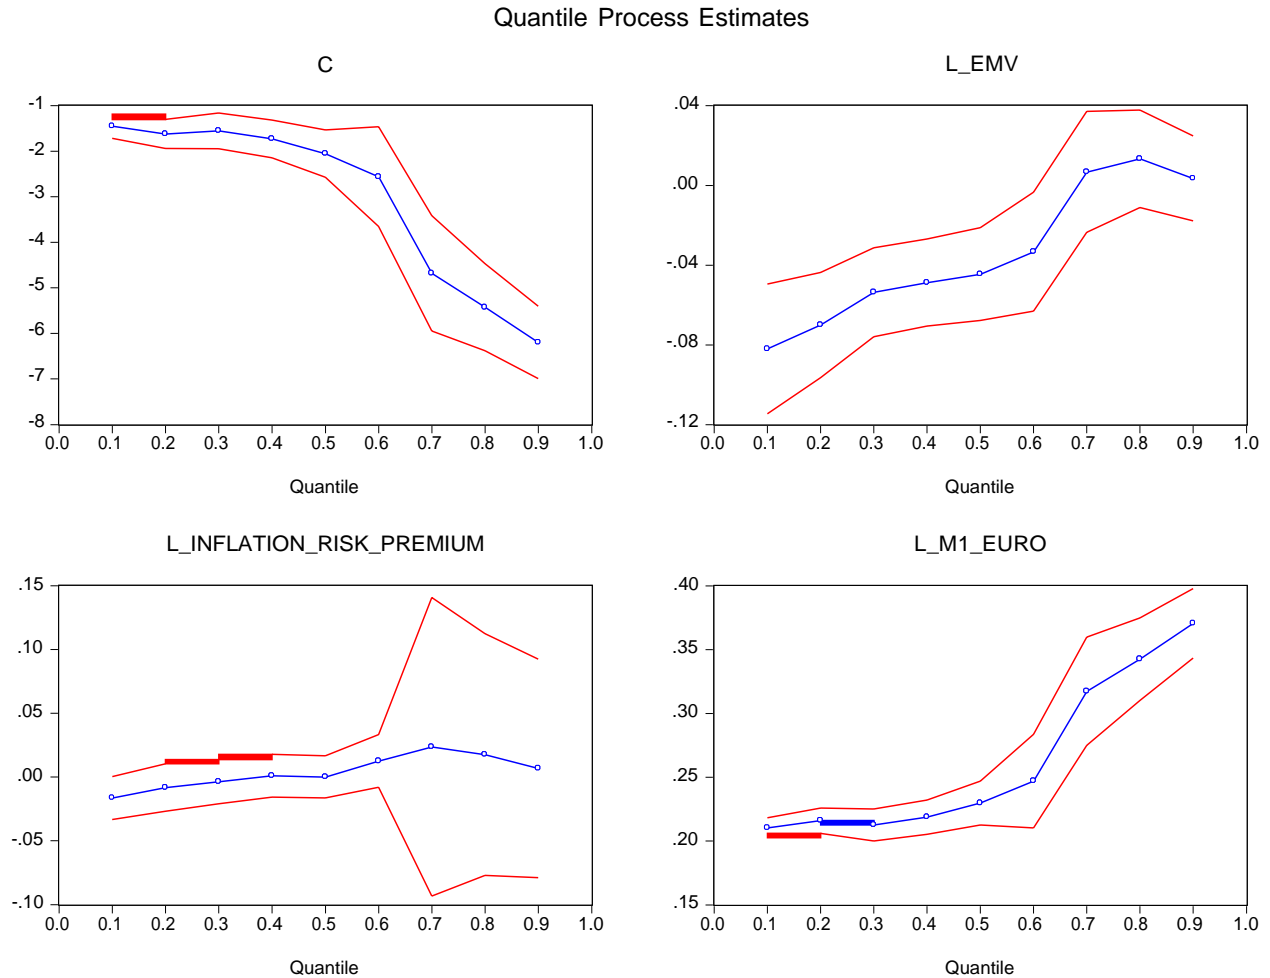 Quantile Process Estimates
C
-1
-2
-3
-4
-5
-6
-7
-8
0.0 0.1 0.2 0.3 0.4 0.5 0.6 0.7 0.8 0.9 1.0
Quantile
L_EMV
.04
.00
-.04
-.08
-.12
0.0 0.1 0.2 0.3 0.4 0.5 0.6 0.7 0.8 0.9 1.0
Quantile
L_INFLATION_RISK_PREMIUM
.15
.10
.05
.00
-.05
-.10
0.0 0.1 0.2 0.3 0.4 0.5 0.6 0.7 0.8 0.9 1.0
Quantile
L_M1_EURO
.40
.35
.30
.25
.20
.15
0.0 0.1 0.2 0.3 0.4 0.5 0.6 0.7 0.8 0.9 1.0
Quantile